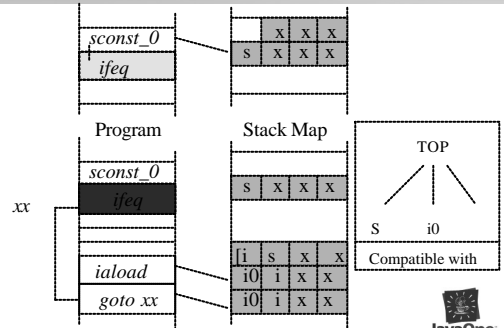 x x x
sconst_0
s x x x
ifeq
Program Stack Map
TOP
sconst_0
s x x x
xx
ifeq
S i0
[i s x x
Compatible with
iaload
i0 i x x
goto xx
i0 i x x
JavaOne